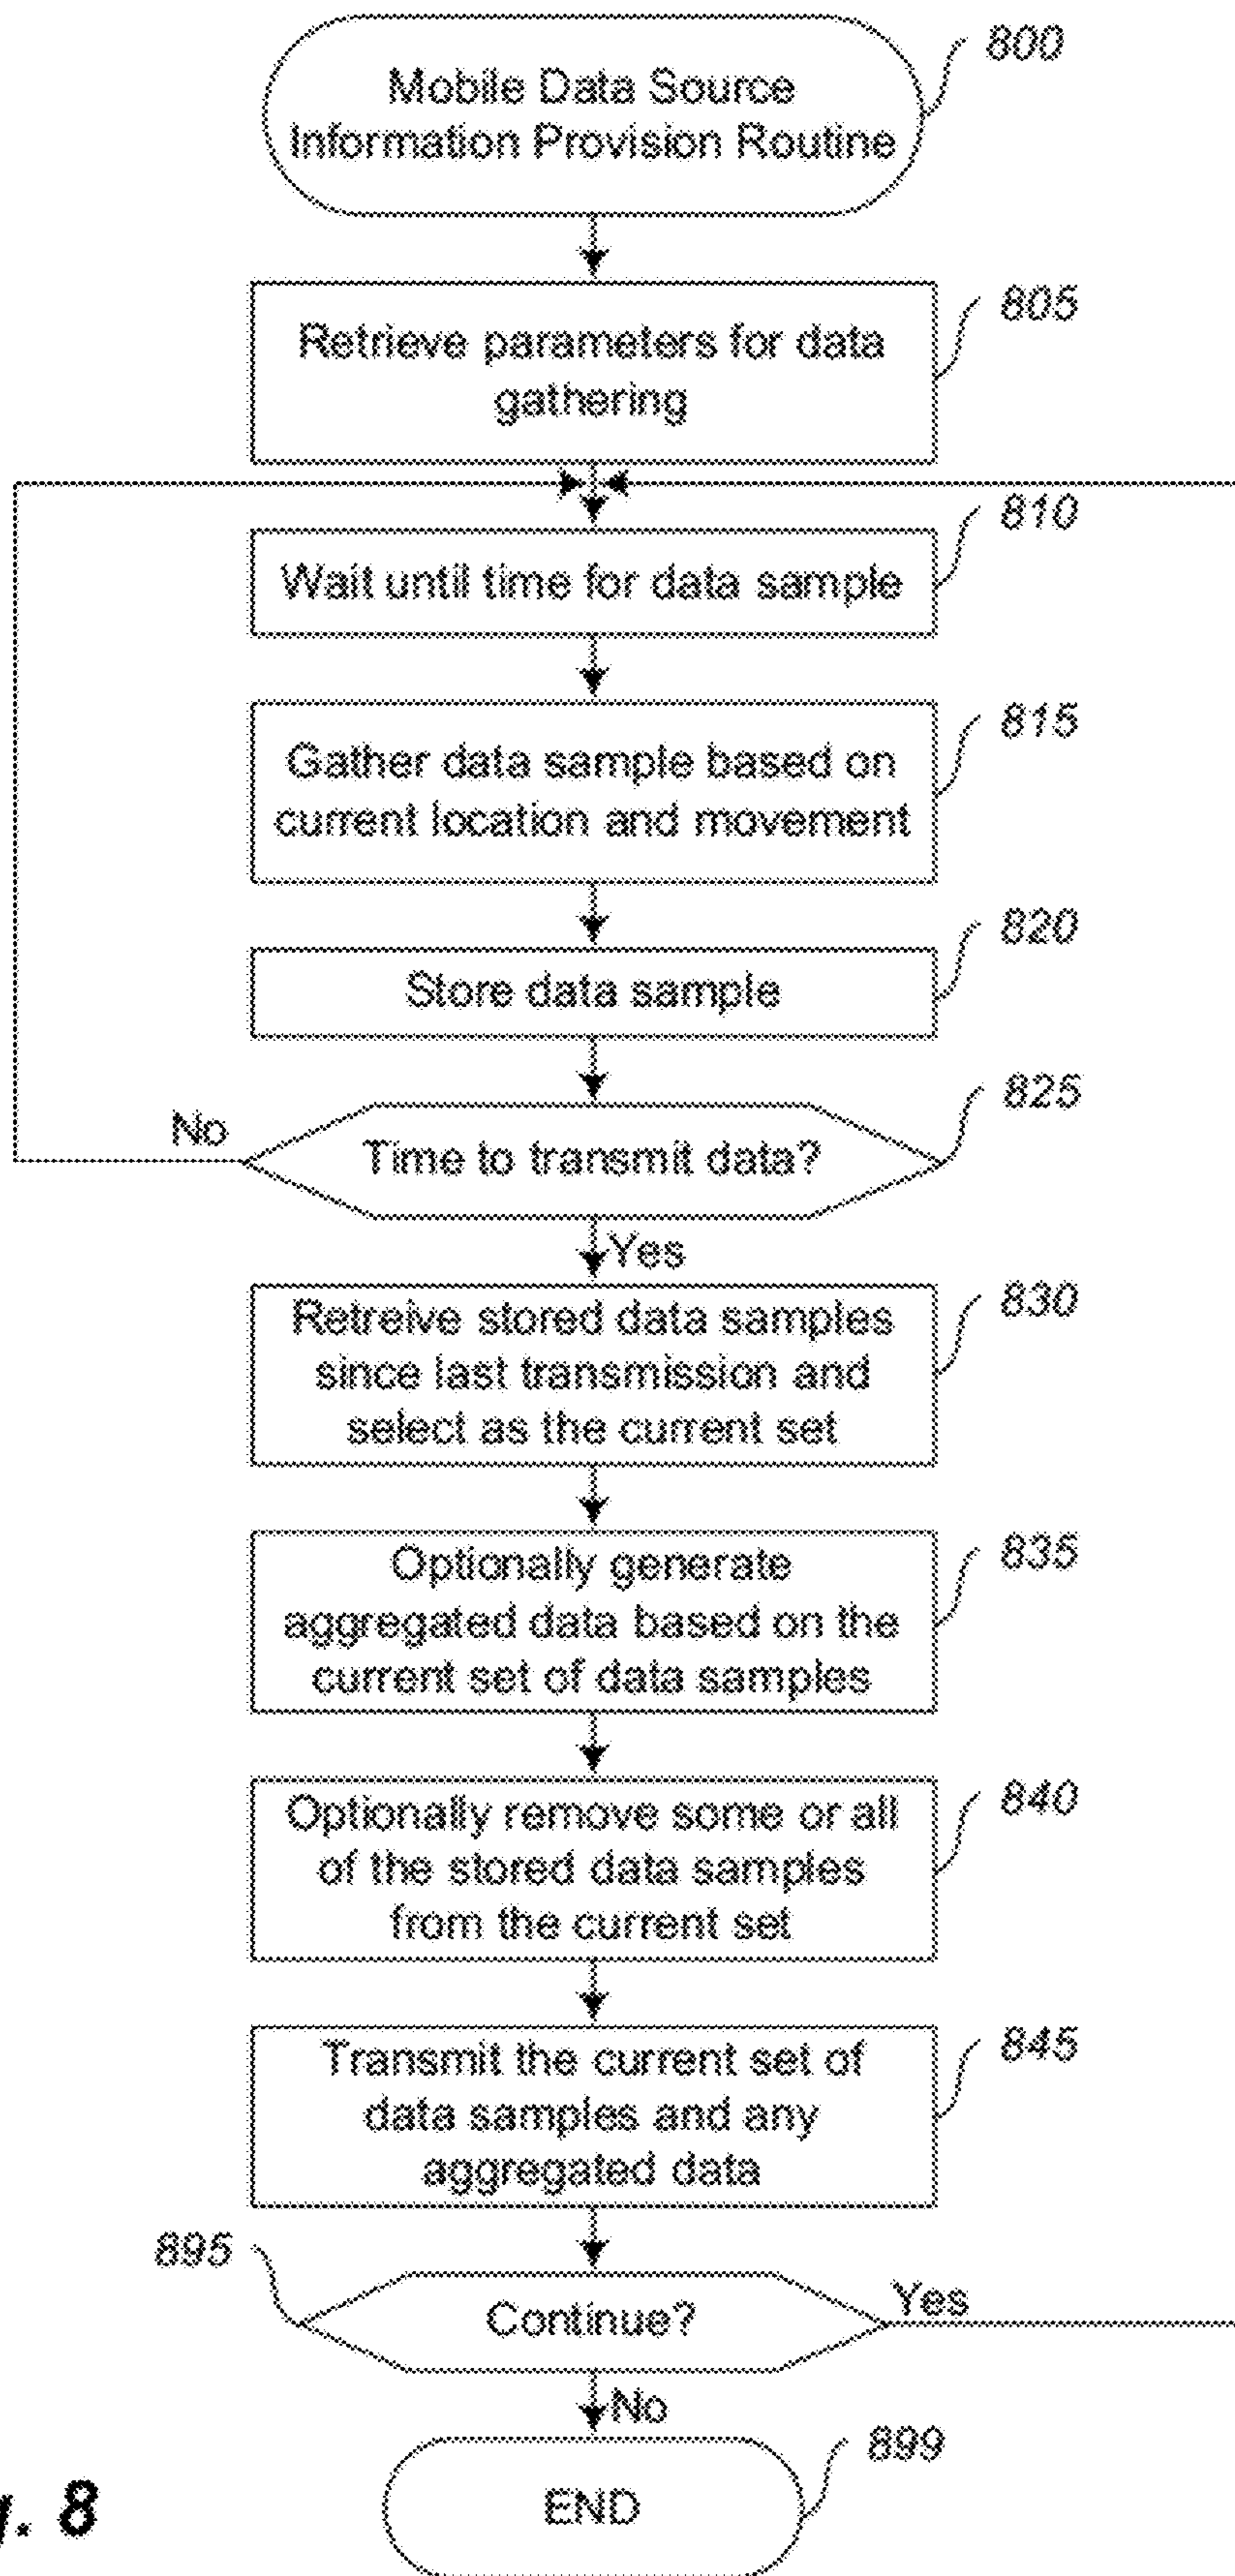 800
Mobile Data Source
Information Provision Routine
805
Retrieve parameters for data
gathering
810
Wait until time for data sample
815
Gather data sample based on
current location and movement
820
Store data sample
825
No
Time to transmit data?
Yes
830
Retreive stored data samples
since last transmission and
select as the current set
835
Optionally generate
aggregated data based on the
current set of data samples
840
Optionally remove some or all
of the stored data samples
from the current set
845
Transmit the current set of
data samples and any
aggregated data
895
Continue?
Yes
No
899
END
. 8